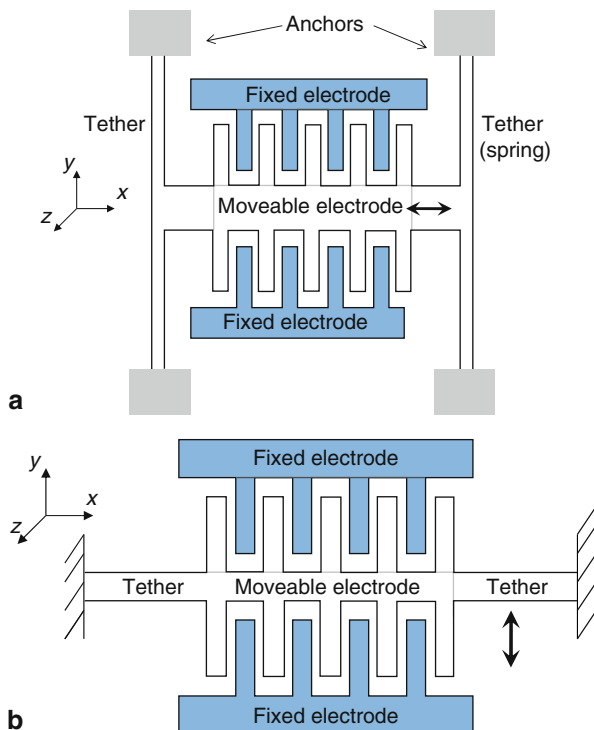 Anchors
Fixed electrode
Tether
Tether
(spring)
y
x
z
Moveable electrode
Fixed electrode
a
y
x
z
Fixed electrode
Tether
Moveable electrode
Tether
Fixed electrode
b